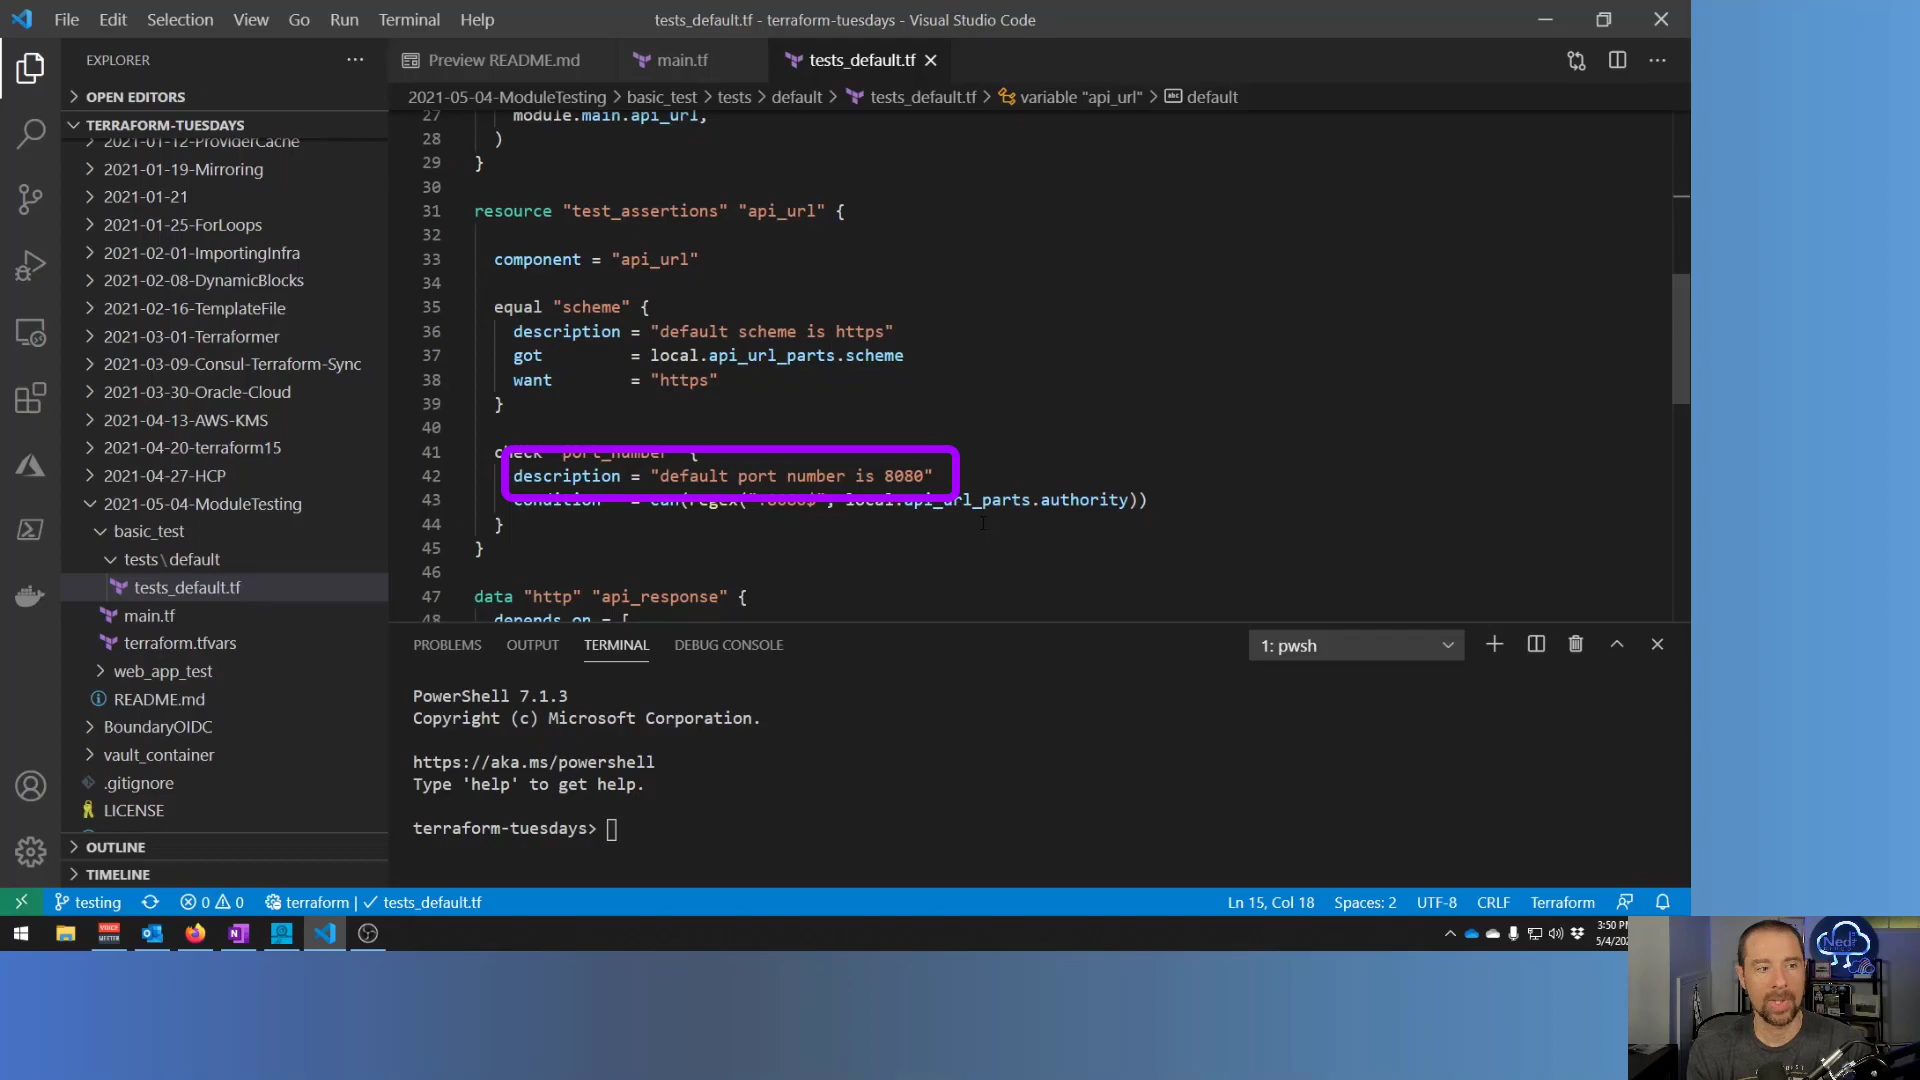 File Edit Selection View Go Run Terminal Help
tests_default.tf - terraform-tuesdays - Visual Studio Code
EXPLORER
Preview README.md
main.tf
tests_default.tf
OPEN EDITORS
2021-05-04-ModuleTesting > basic_test > tests > default > tests_default.tf > variable "api_url" > default
TERRAFORM-TUESDAYS
2021-01-12-ProviderCache
2021-01-19-Mirroring
2021-01-21
2021-01-25-ForLoops
2021-02-01-ImportingInfra
2021-02-08-DynamicBlocks
2021-02-16-TemplateFile
2021-03-01-Terraformer
2021-03-09-Consul-Terraform-Sync
2021-03-30-Oracle-Cloud
2021-04-13-AWS-KMS
2021-04-20-terraform15
2021-04-27-HCP
2021-05-04-ModuleTesting
basic_test
tests\default
tests_default.tf
main.tf
terraform.tfvars
web_app_test
README.md
BoundaryOIDC
vault_container
.gitignore
LICENSE
OUTLINE
TIMELINE
27 module.main.api_url,
28 )
29 }
30
31 resource "test_assertions" "api_url" {
32
33 component = "api_url"
34
35 equal "scheme" {
36 description = "default scheme is https"
37 got = local.api_url_parts.scheme
38 want = "https"
39 }
40
41 check "port_number" {
42 description = "default port number is 8080"
43 condition = can(regex(":8080$", local.api_url_parts.authority))
44 }
45 }
46
47 data "http" "api_response" {
48 depends_on = [
PROBLEMS OUTPUT TERMINAL DEBUG CONSOLE
1: pwsh
PowerShell 7.1.3
Copyright (c) Microsoft Corporation.
https://aka.ms/powershell
Type 'help' to get help.
terraform-tuesdays>
testing
0 0
terraform | ✓ tests_default.tf
Ln 15, Col 18 Spaces: 2 UTF-8 CRLF Terraform
3:50 P
5/4/20
Ned